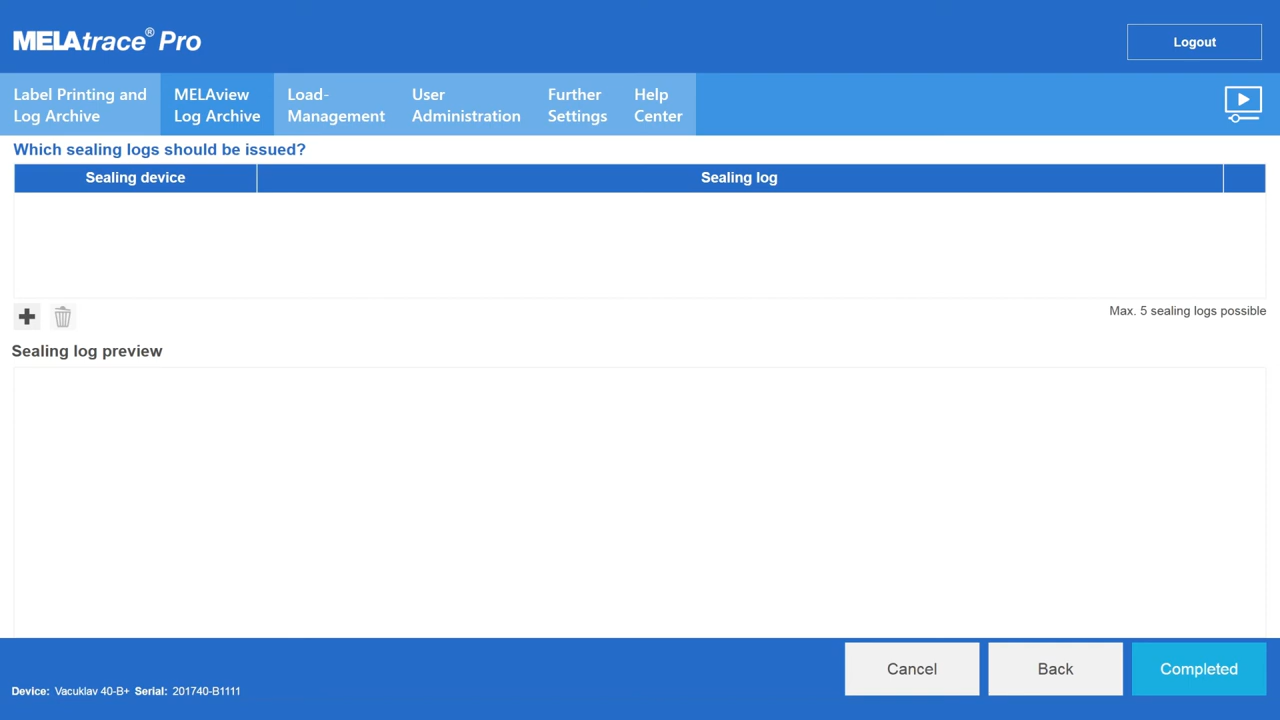 MELAtrace® Pro
Logout
Label Printing and
Log Archive
MELAview
Log Archive
Load-
Management
User
Administration
Further
Settings
Help
Center
Which sealing logs should be issued?
Sealing device
Sealing log
Max. 5 sealing logs possible
Sealing log preview
Cancel
Back
Completed
Device: Vacuklav 40-B+ Serial: 201740-B1111